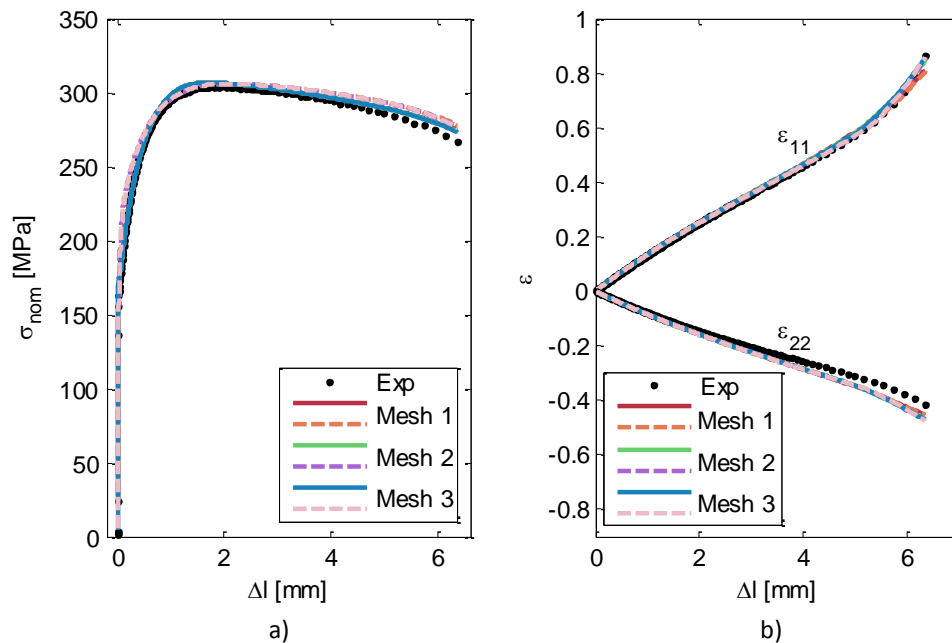 350
300
250
200
150
100
50
0
σnom [MPa]
0 2 4 6
Δl [mm]
Exp
Mesh 1
Mesh 2
Mesh 3
a)
1
0.8
0.6
0.4
0.2
0
-0.2
-0.4
-0.6
-0.8
ε
ε11
ε22
0 2 4 6
Δl [mm]
Exp
Mesh 1
Mesh 2
Mesh 3
b)